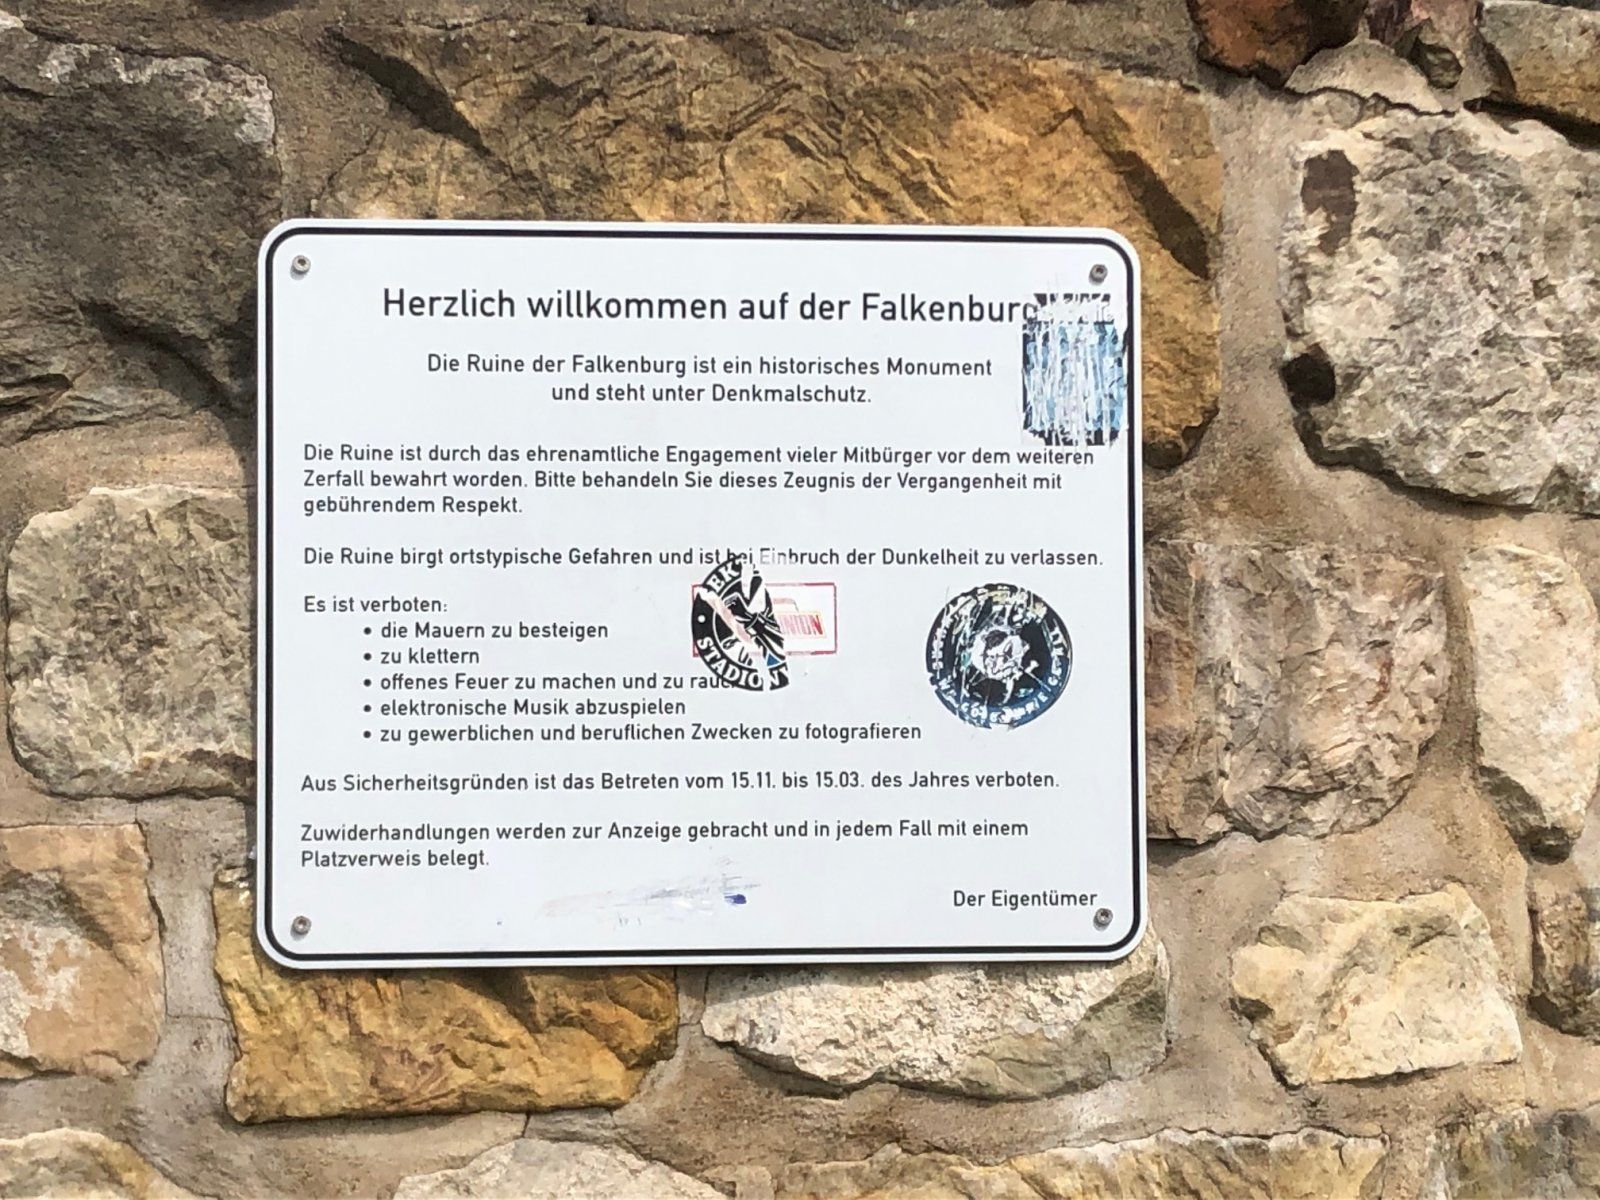 Herzlich willkommen auf der Falkenburg
Die Ruine der Falkenburg ist ein historisches Monument
und steht unter Denkmalschutz.
Die Ruine ist durch das ehrenamtliche Engagement vieler Mitbürger vor dem weiteren
Zerfall bewahrt worden. Bitte behandeln Sie dieses Zeugnis der Vergangenheit mit
gebührendem Respekt.
Die Ruine birgt ortstypische Gefahren und ist bei Einbruch der Dunkelheit zu verlassen.
Es ist verboten:
• die Mauern zu besteigen
• zu klettern
• offenes Feuer zu machen und zu
• elektronische Musik abzuspielen
• zu gewerblichen und beruflichen Zwecken zu fotografieren
STADION
Aus Sicherheitsgründen ist das Betreten vom 15.11. bis 15.03. des Jahres verboten.
Zuwiderhandlungen werden zur Anzeige gebracht und in jedem Fall mit einem
Platzverweis belegt.
Der Eigentümer